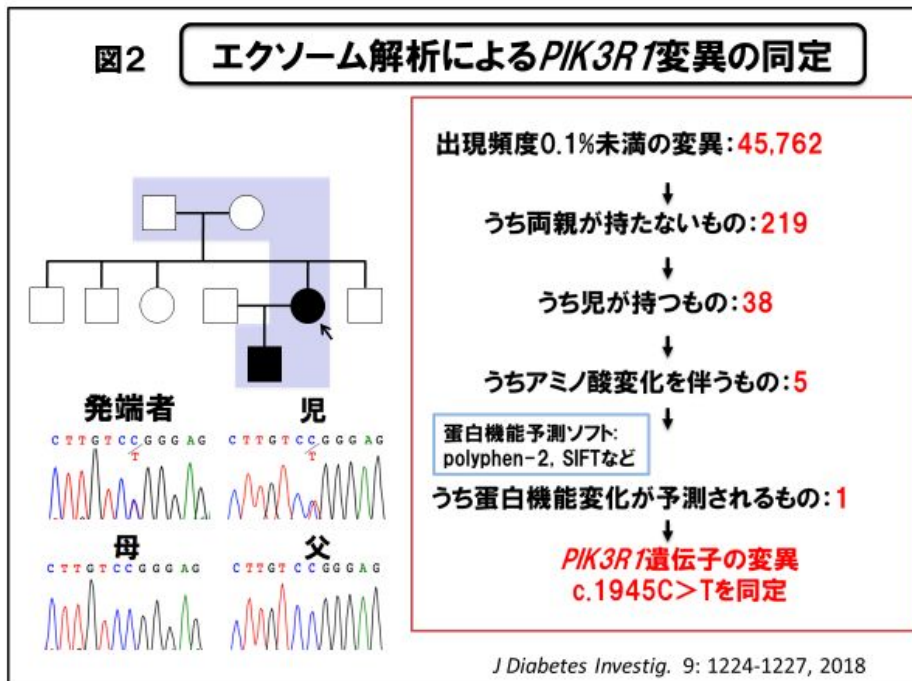 図2
エクソーム解析によるPIK3R1変異の同定
発端者
CTTGTCCGGGAG
T
児
CTTGTCCGGGAG
T
母
CTTGTCCGGGAG
父
CTTGTCCGGGAG
出現頻度0.1%未満の変異:45,762
↓
うち両親が持たないもの:219
↓
うち児が持つもの:38
↓
うちアミノ酸変化を伴うもの:5
↓
蛋白機能予測ソフト:
polyphen-2, SIFTなど
うち蛋白機能変化が予測されるもの:1
↓
PIK3R1遺伝子の変異
c.1945C>Tを同定
J Diabetes Investig. 9: 1224-1227, 2018